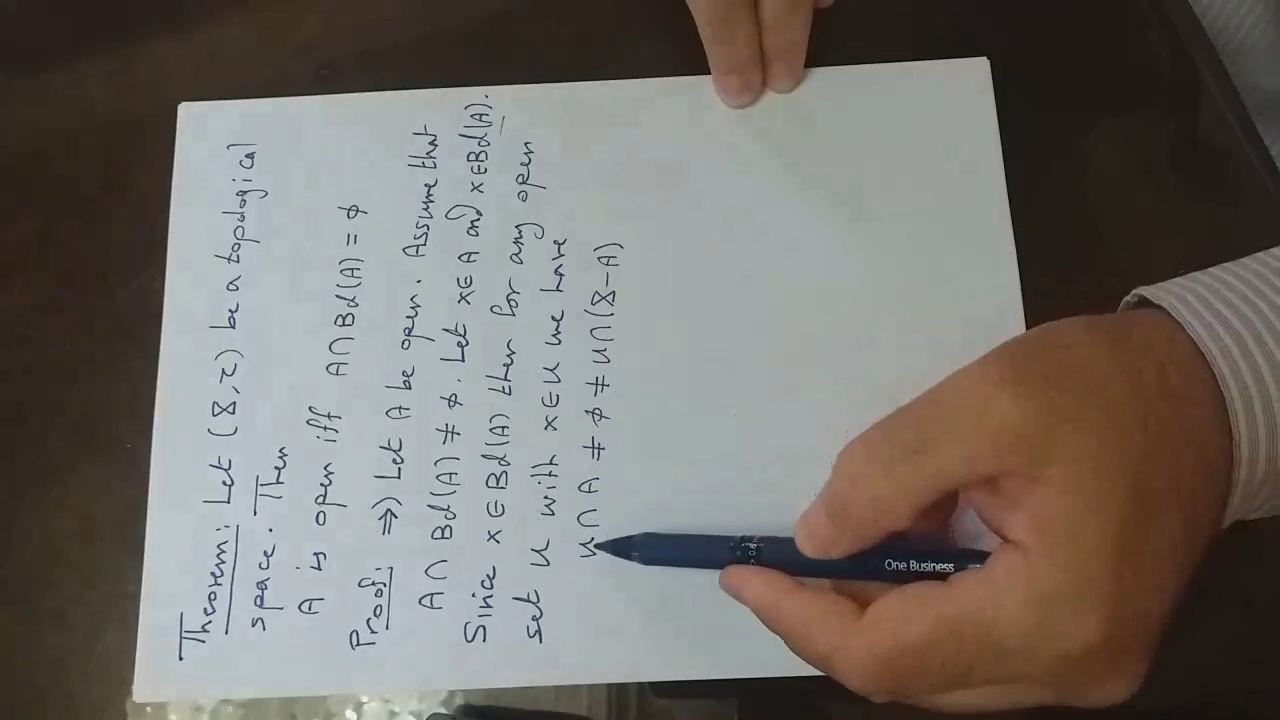 Theorem: Let (X, τ) be a topological
space. Then
A is open iff A ∩ Bd(A) = ∅
Proof: ⇒) Let A be open. Assume that
A ∩ Bd(A) ≠ ∅. Let x ∈ A and x ∈ Bd(A).
Since x ∈ Bd(A) then for any open
set U with x ∈ U we have
U ∩ A ≠ ∅ ≠ U ∩ (X - A)
One Business